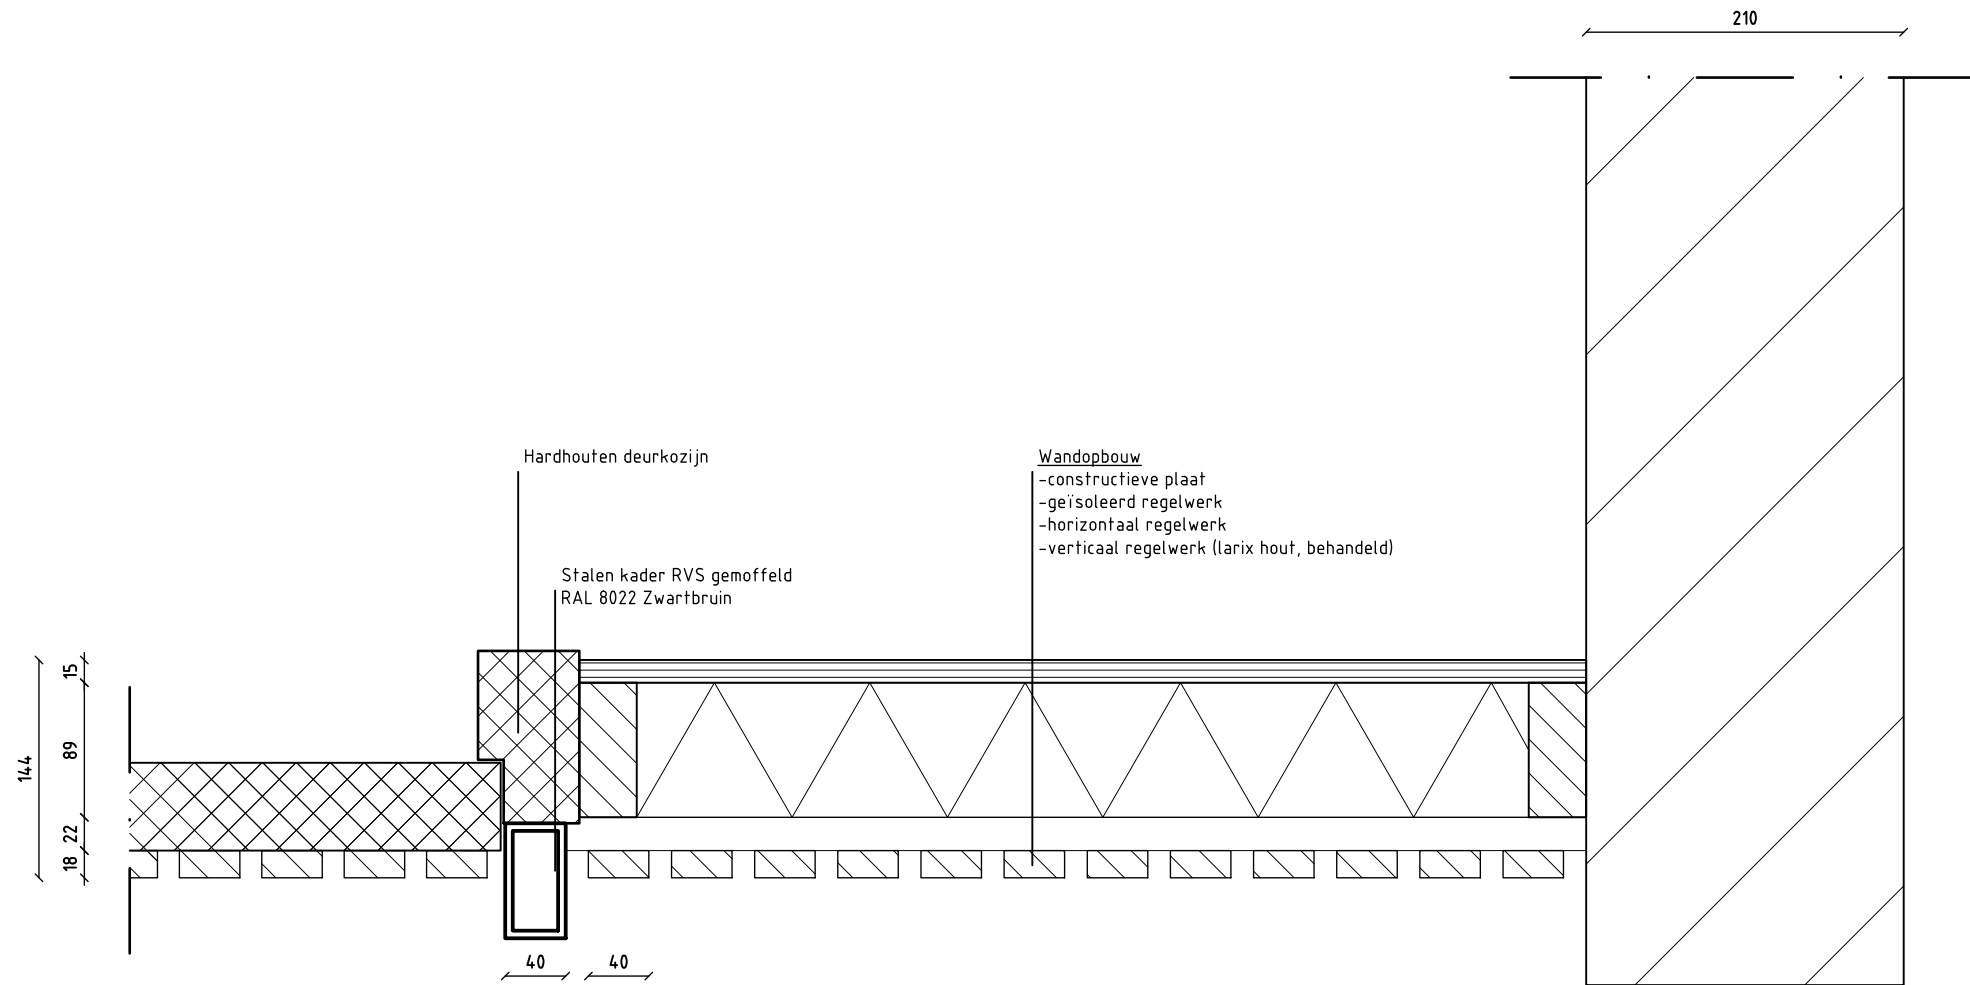 210
Hardhouten deurkozijn
Wandopbouw
-constructieve plaat
-geïsoleerd regelwerk
-horizontaal regelwerk
-verticaal regelwerk (larix hout, behandeld)
Stalen kader RVS gemoffeld
RAL 8022 Zwartbruin
144
15
89
22
18
40
40